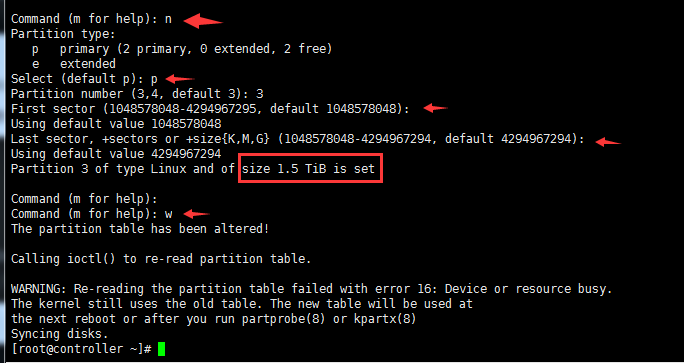 Command (m for help): n
Partition type:
   p   primary (2 primary, 0 extended, 2 free)
   e   extended
Select (default p): p
Partition number (3,4, default 3): 3
First sector (1048578048-4294967295, default 1048578048):
Using default value 1048578048
Last sector, +sectors or +size{K,M,G} (1048578048-4294967294, default 4294967294):
Using default value 4294967294
Partition 3 of type Linux and of size 1.5 TiB is set
Command (m for help):
Command (m for help): w
The partition table has been altered!
Calling ioctl() to re-read partition table.
WARNING: Re-reading the partition table failed with error 16: Device or resource busy.
The kernel still uses the old table. The new table will be used at
the next reboot or after you run partprobe(8) or kpartx(8)
Syncing disks.
[root@controller ~]#